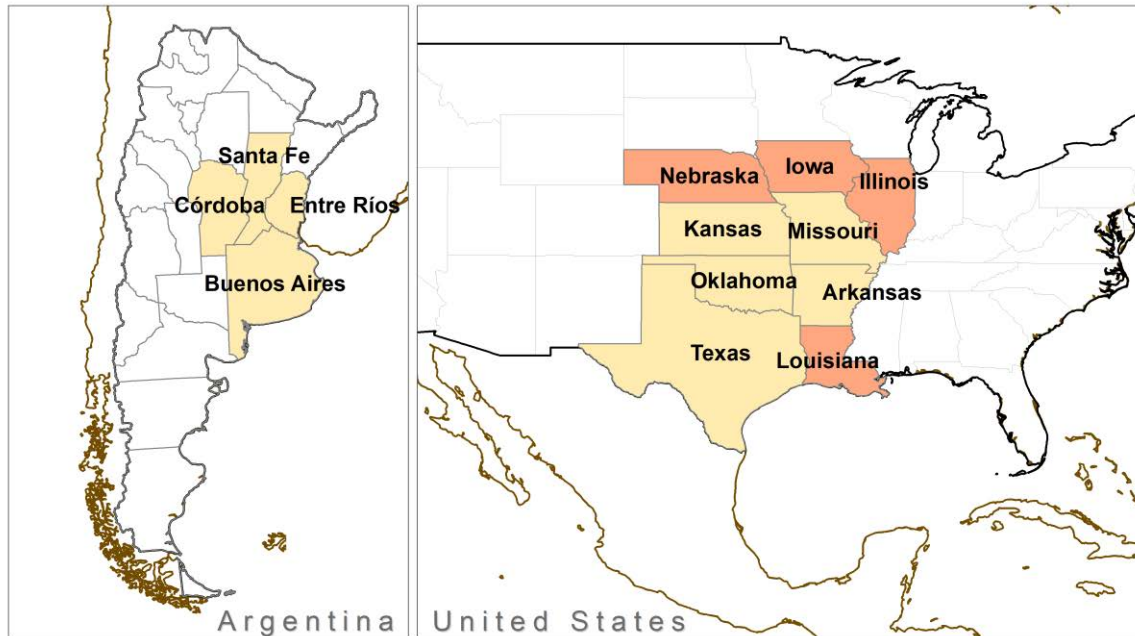 Santa Fe
Córdoba
Entre Ríos
Buenos Aires
Argentina
Nebraska
Iowa
Illinois
Kansas
Missouri
Oklahoma
Arkansas
Texas
Louisiana
United States